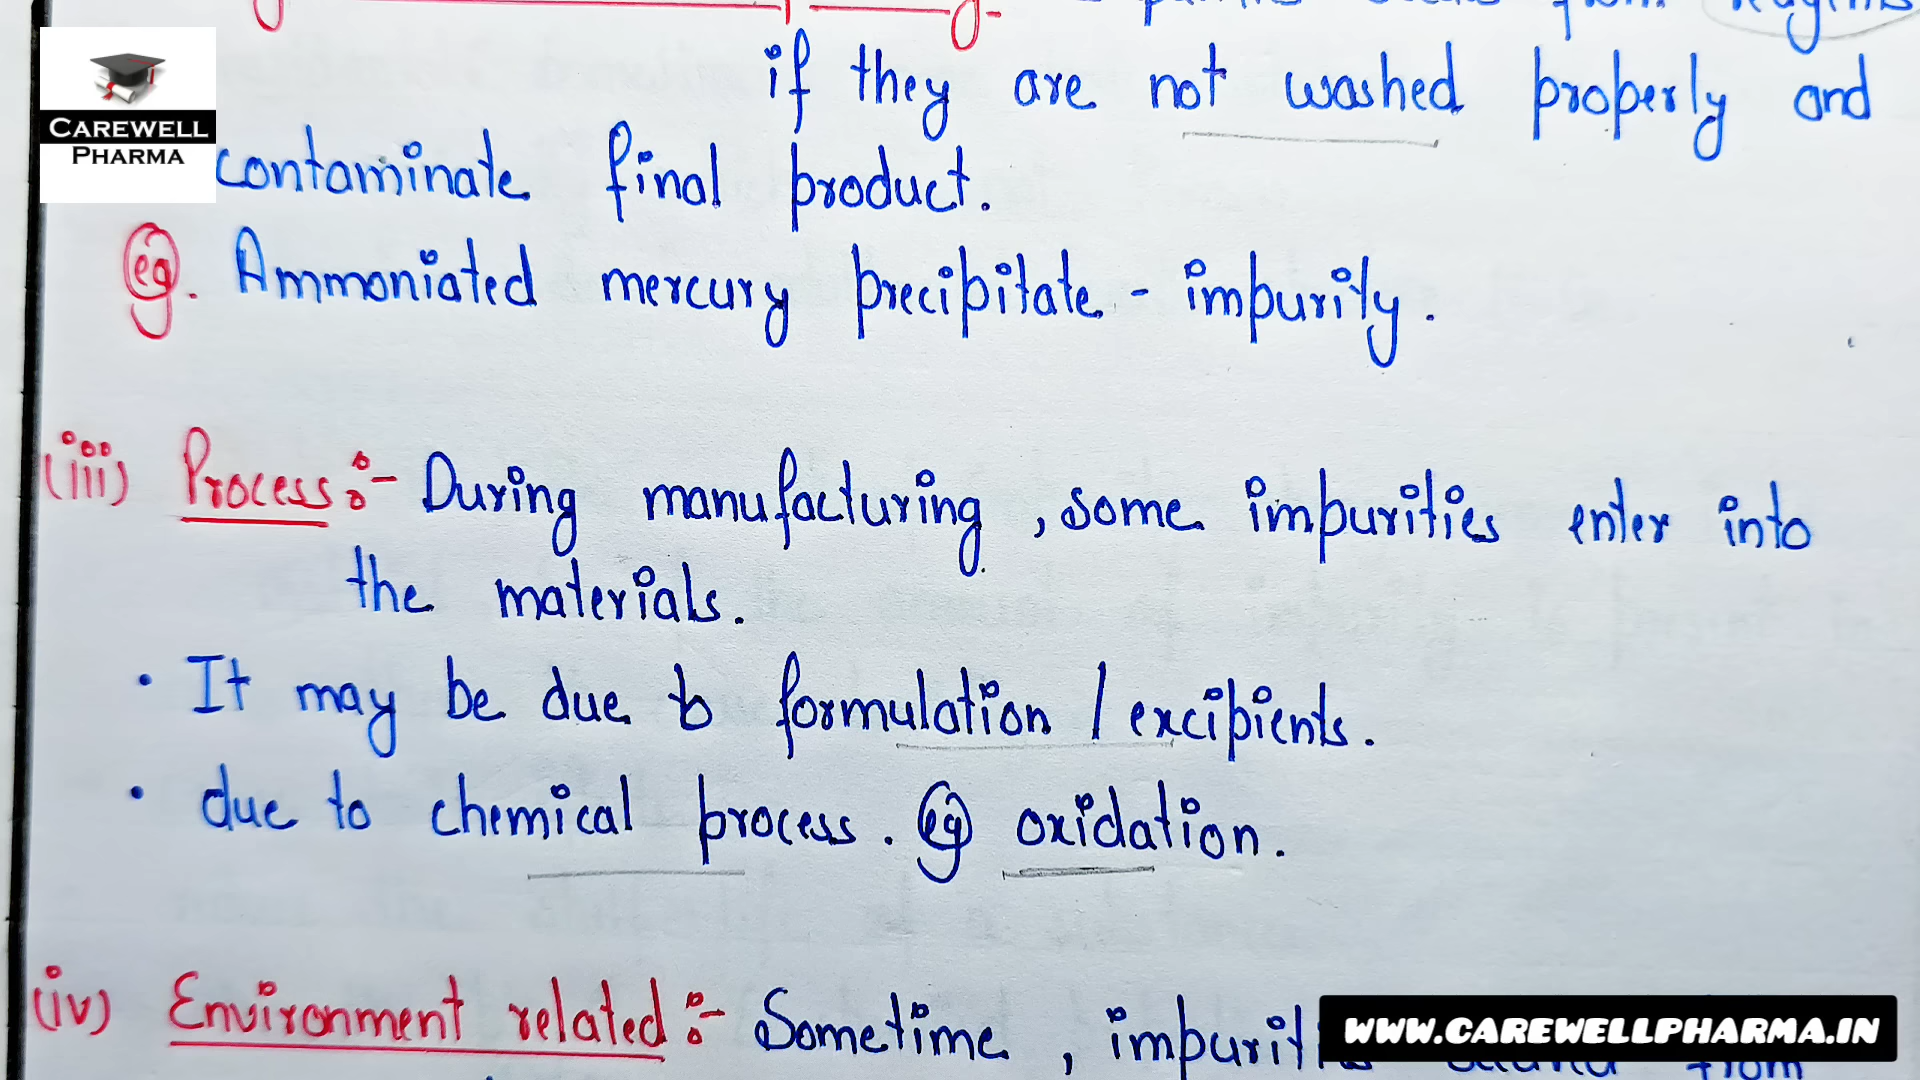 if they are not washed properly and
CAREWELL
PHARMA
contaminate final product.
eg. Ammoniated mercury precipitate - impurity.
(iii) Process:- During manufacturing, some impurities enter into
the materials.
• It may be due to formulation / excipients.
• due to chemical process. eg oxidation.
(iv) Environment related:- Sometime, from
WWW.CAREWELLPHARMA.IN